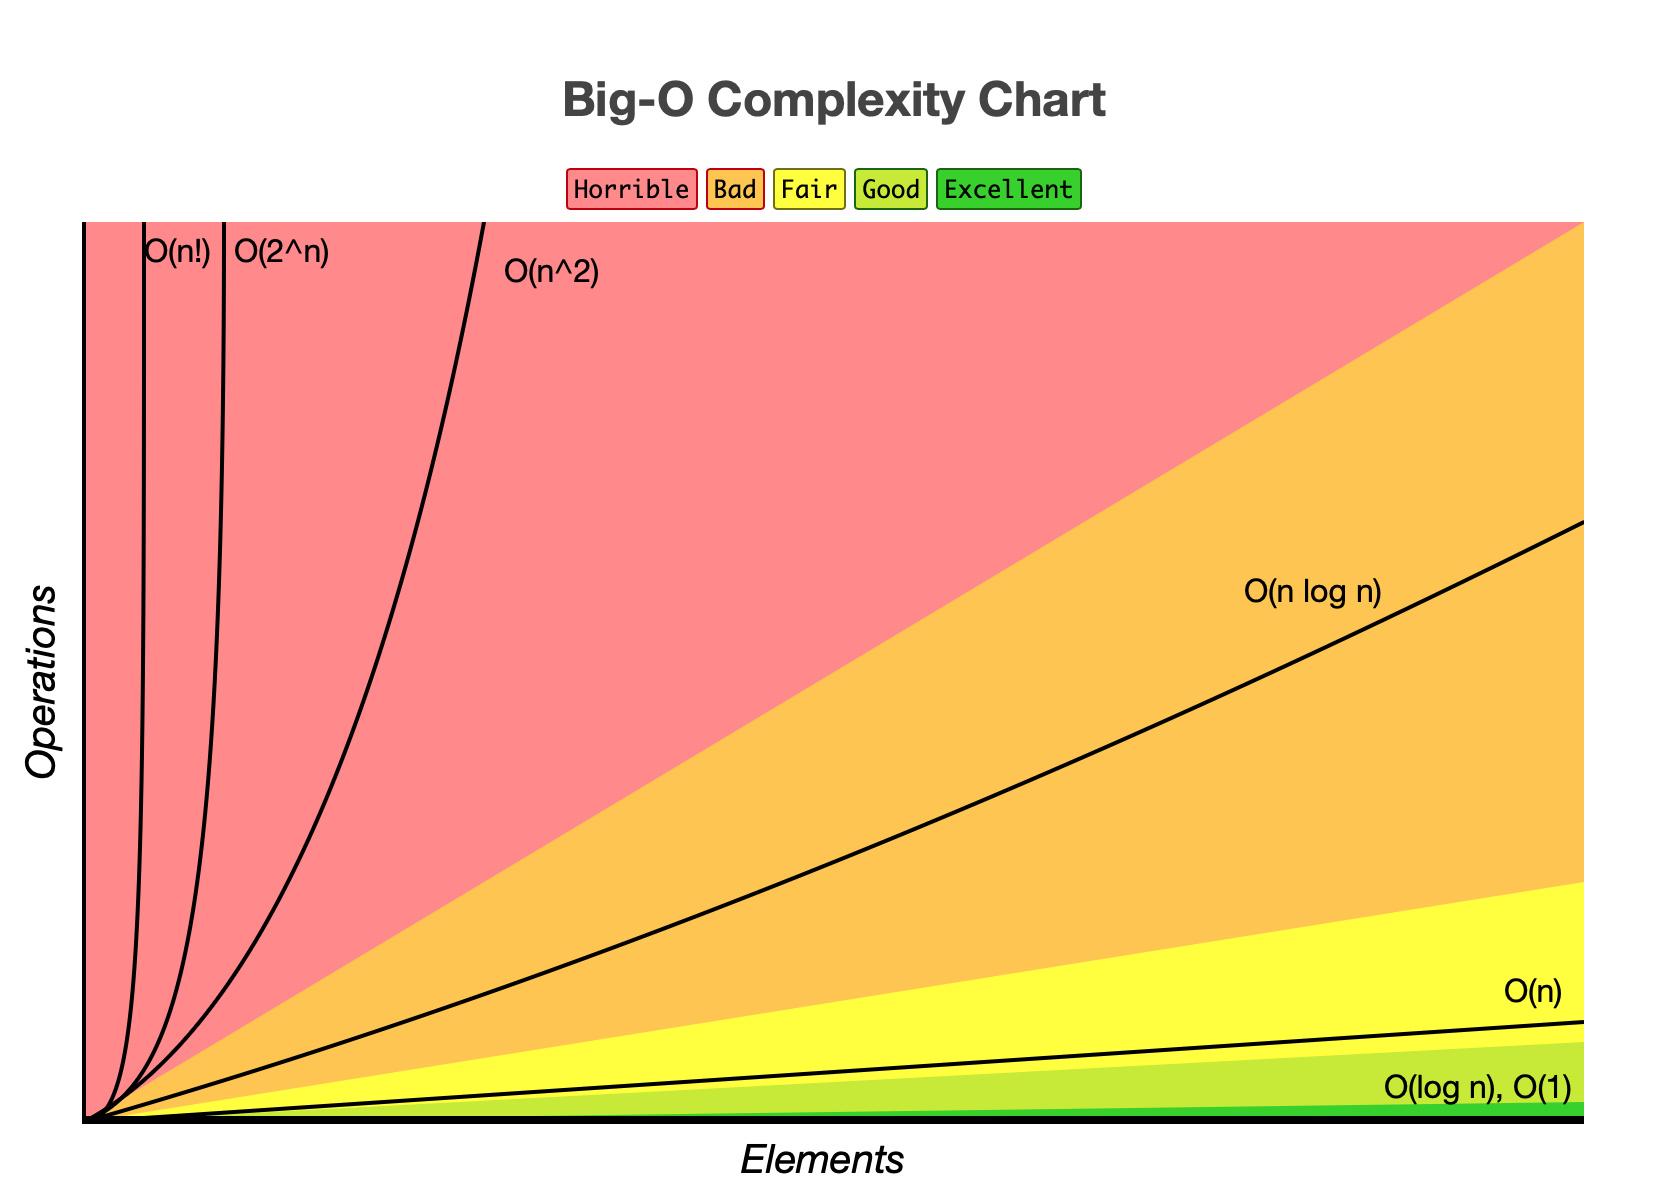 Big-O Complexity Chart
Horrible Bad Fair Good Excellent
O(n!) O(2^n)
O(n^2)
O(n log n)
O(n)
O(log n), O(1)
Operations
Elements